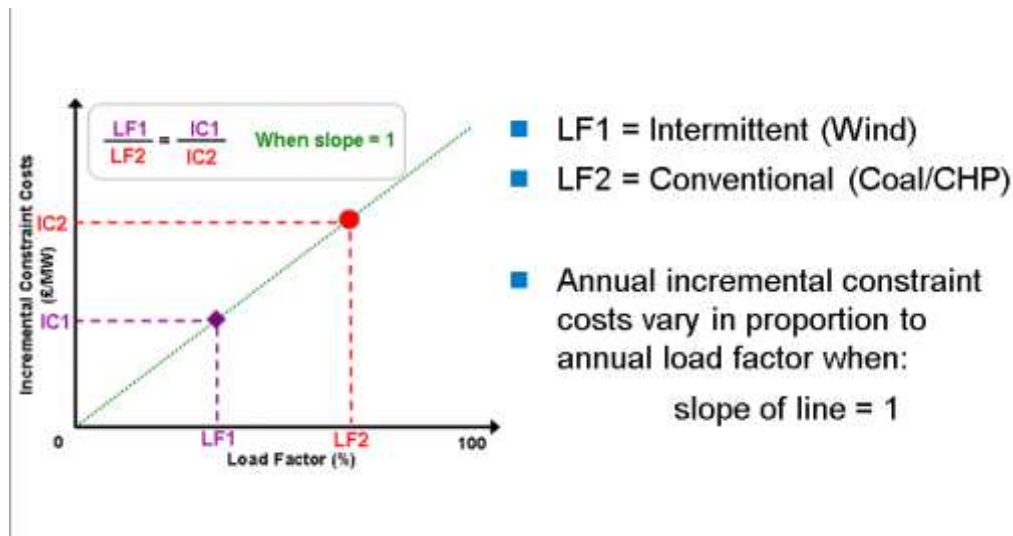 LF1
LF2
=
IC1
IC2
When slope = 1
Incremental Constraint Costs
(£/MW)
IC2
IC1
0
LF1
LF2
100
Load Factor (%)
LF1 = Intermittent (Wind)
LF2 = Conventional (Coal/CHP)
Annual incremental constraint
costs vary in proportion to
annual load factor when:
slope of line = 1